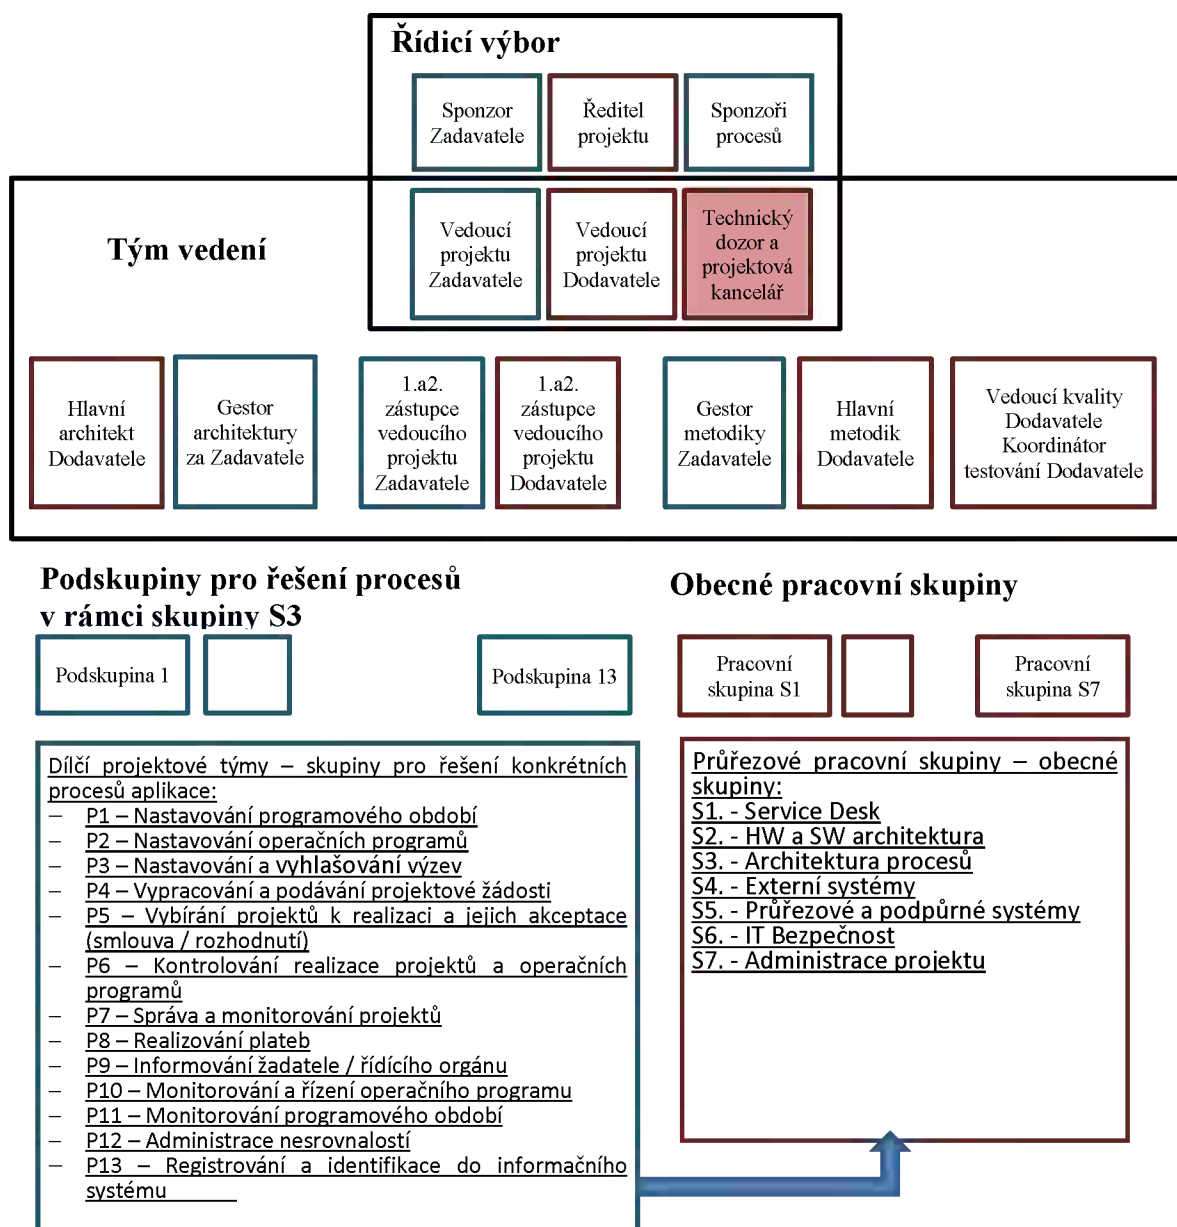 Řídicí výbor
Sponzor
Zadavatele
Ředitel
projektu
Sponzoři
procesů
Tým vedení
Vedoucí
projektu
Zadavatele
Vedoucí
projektu
Dodavatele
Technický
dozor a
projektová
kancelář
Hlavní
architekt
Dodavatele
Gestor
architektury
za Zadavatele
1.a2.
zástupce
vedoucího
projektu
Zadavatele
1.a2.
zástupce
vedoucího
projektu
Dodavatele
Gestor
metodiky
Zadavatele
Hlavní
metodik
Dodavatele
Vedoucí kvality
Dodavatele
Koordinátor
testování Dodavatele
Podskupiny pro řešení procesů
v rámci skupiny S3
Podskupina 1
Podskupina 13
Dílčí projektové týmy – skupiny pro řešení konkrétních
procesů aplikace:
– P1 – Nastavování programového období
– P2 – Nastavování operačních programů
– P3 – Nastavování a vyhlašování výzev
– P4 – Vypracování a podávání projektové žádosti
– P5 – Vybírání projektů k realizaci a jejich akceptace
(smlouva / rozhodnutí)
– P6 – Kontrolování realizace projektů a operačních
programů
– P7 – Správa a monitorování projektů
– P8 – Realizování plateb
– P9 – Informování žadatele / řídícího orgánu
– P10 – Monitorování a řízení operačního programu
– P11 – Monitorování programového období
– P12 – Administrace nesrovnalostí
– P13 – Registrování a identifikace do informačního
systému
Obecné pracovní skupiny
Pracovní
skupina S1
Pracovní
skupina S7
Průřezové pracovní skupiny – obecné
skupiny:
S1. - Service Desk
S2. - HW a SW architektura
S3. - Architektura procesů
S4. - Externí systémy
S5. - Průřezové a podpůrné systémy
S6. - IT Bezpečnost
S7. - Administrace projektu